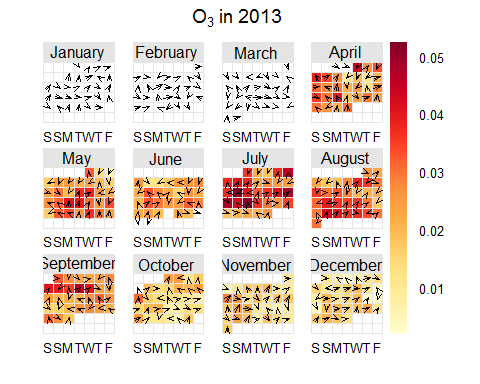 O₃ in 2013
January February March April
0.05
0.04
0.03
0.02
0.01
SSMTWTF SSMTWTF SSMTWTF SSMTWTF
May June July August
SSMTWTF SSMTWTF SSMTWTF SSMTWTF
September October November December
SSMTWTF SSMTWTF SSMTWTF SSMTWTF